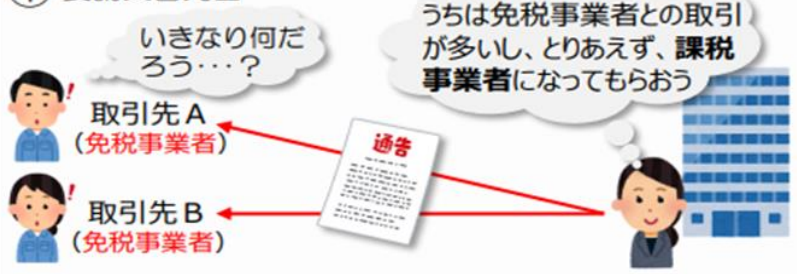 うちは免税事業者との取引
が多いし、とりあえず、課税
事業者になってもらおう
いきなり何だ
ろう・・・？
取引先A
（免税事業者）
通告
取引先B
（免税事業者）